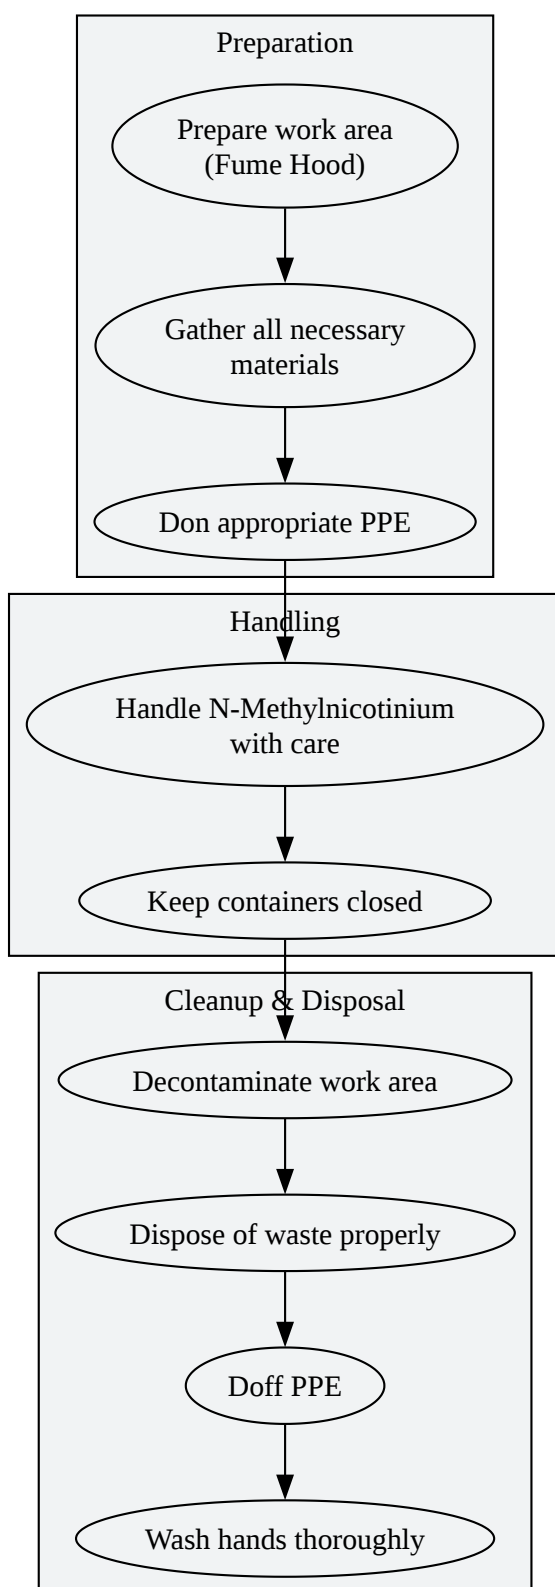 Preparation
Prepare work area
(Fume Hood)
Gather all necessary
materials
Don appropriate PPE
Handling
Handle N-Methylnicotinium
with care
Keep containers closed
Cleanup & Disposal
Decontaminate work area
Dispose of waste properly
Doff PPE
Wash hands thoroughly